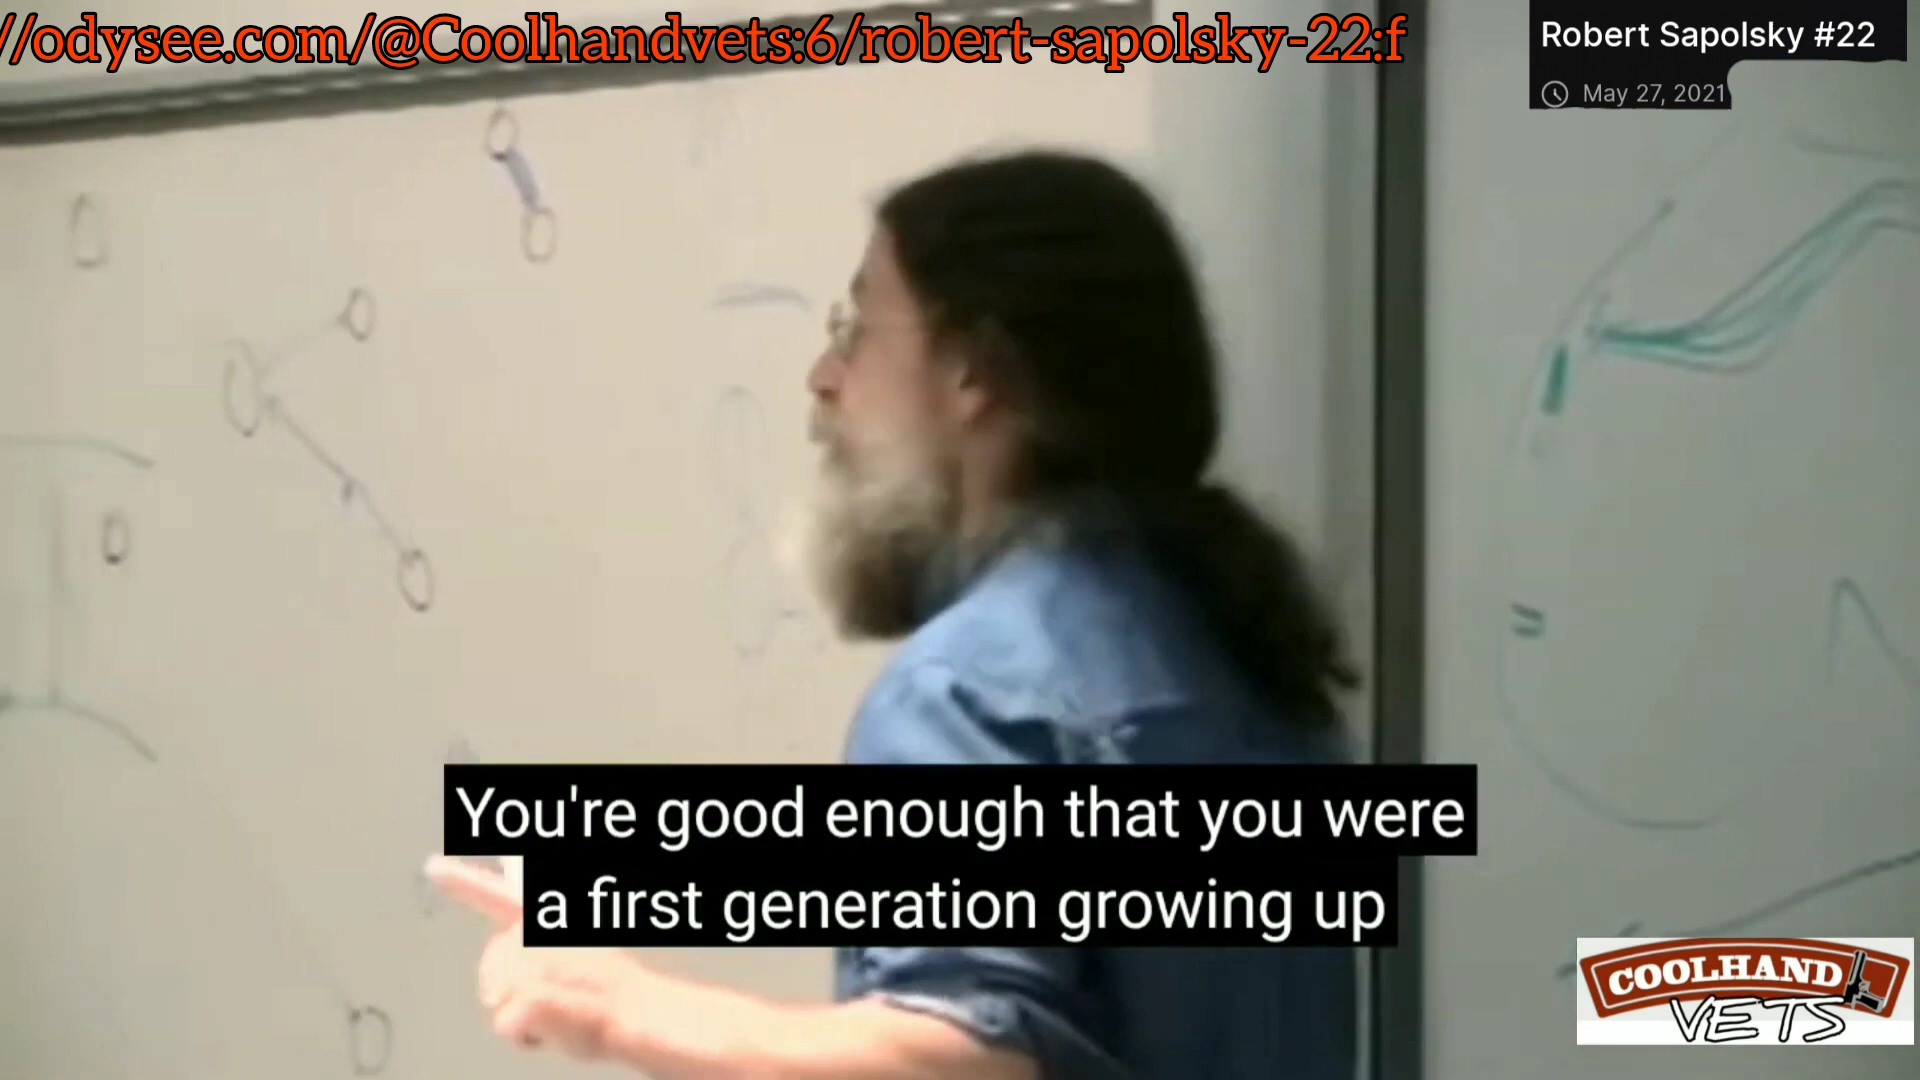 //odysee.com/@Coolhandvets:6/robert-sapolsky-22:f
Robert Sapolsky #22
May 27, 2021
You're good enough that you were
a first generation growing up
COOLHAND
VETS